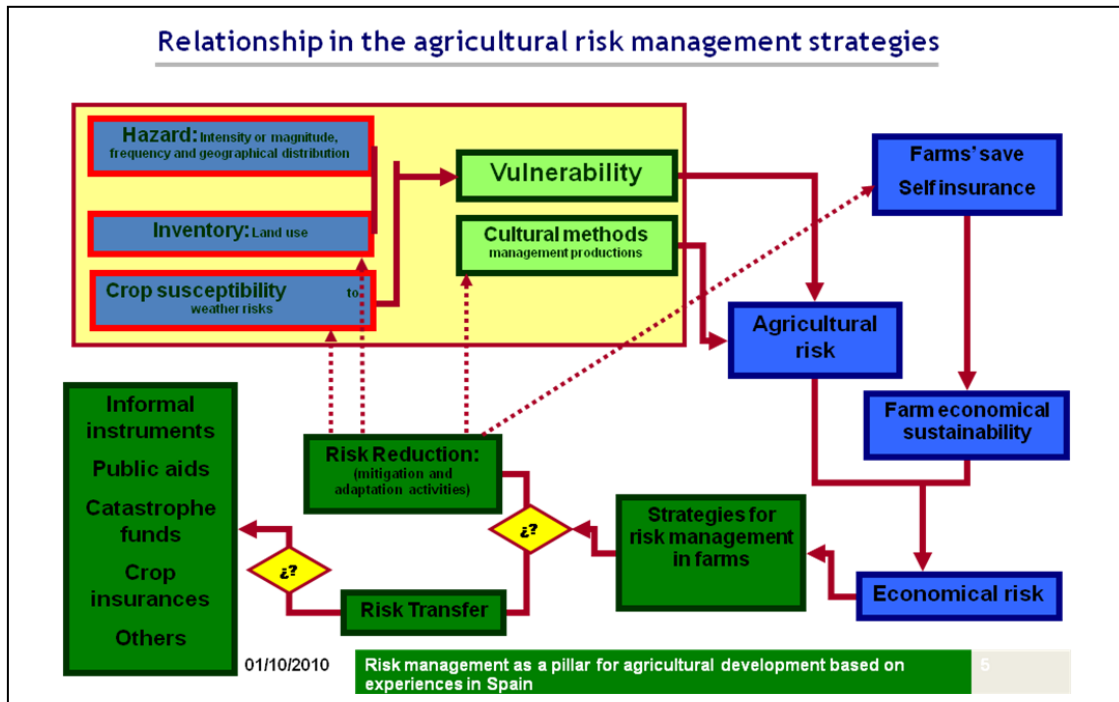 Relationship in the agricultural risk management strategies
Hazard: Intensity or magnitude,
frequency and geographical distribution
Inventory: Land use
Crop susceptibility to
weather risks
Vulnerability
Cultural methods
management productions
Farms’ save
Self insurance
Agricultural
risk
Farm economical
sustainability
Informal
instruments
Public aids
Catastrophe
funds
Crop
insurances
Others
Risk Reduction:
(mitigation and
adaptation activities)
¿?
¿?
Risk Transfer
Strategies for
risk management
in farms
Economical risk
01/10/2010
Risk management as a pillar for agricultural development based on
experiences in Spain
5